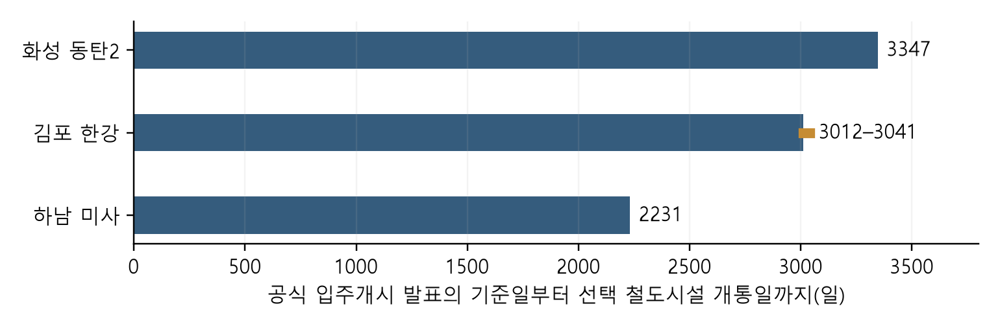 화성 동탄2
3347
김포 한강
3012–3041
하남 미사
2231
0 500 1000 1500 2000 2500 3000 3500
공식 입주개시 발표의 기준일부터 선택 철도시설 개통일까지(일)